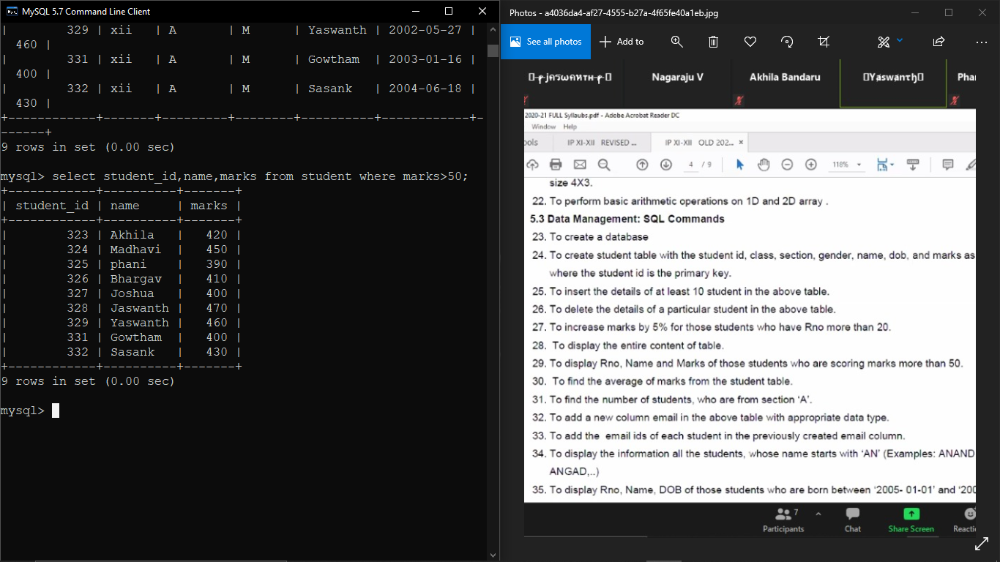 MySQL 5.7 Command Line Client
| 329 | xii | A | M | Yaswanth | 2002-05-27 |
460 |
| 331 | xii | A | M | Gowtham | 2003-01-16 |
400 |
| 332 | xii | A | M | Sasank | 2004-06-18 |
430 |
+------------+-------+---------+--------+----------+------------+-
------+
9 rows in set (0.00 sec)
mysql> select student_id,name,marks from student where marks>50;
+------------+----------+-------+
| student_id | name | marks |
+------------+----------+-------+
| 323 | Akhila | 420 |
| 324 | Madhavi | 450 |
| 325 | phani | 390 |
| 326 | Bhargav | 410 |
| 327 | Joshua | 400 |
| 328 | Jaswanth | 470 |
| 329 | Yaswanth | 460 |
| 331 | Gowtham | 400 |
| 332 | Sasank | 430 |
+------------+----------+-------+
9 rows in set (0.00 sec)
mysql>
Photos - a4036da4-af27-4555-b27a-4f65fe40a1eb.jpg
See all photos
Add to
Nagaraju V
Akhila Bandaru
Yaswanтђ
Phar
2020-21 FULL Syllaubs.pdf - Adobe Acrobat Reader DC
Window Help
ools
IP XI-XII REVISED ...
IP XI-XII OLD 202... ×
4 / 9
118%
size 4X3.
22. To perform basic arithmetic operations on 1D and 2D array .
5.3 Data Management: SQL Commands
23. To create a database
24. To create student table with the student id, class, section, gender, name, dob, and marks as
where the student id is the primary key.
25. To insert the details of at least 10 student in the above table.
26. To delete the details of a particular student in the above table.
27. To increase marks by 5% for those students who have Rno more than 20.
28. To display the entire content of table.
29. To display Rno, Name and Marks of those students who are scoring marks more than 50.
30. To find the average of marks from the student table.
31. To find the number of students, who are from section ‘A’.
32. To add a new column email in the above table with appropriate data type.
33. To add the email ids of each student in the previously created email column.
34. To display the information all the students, whose name starts with ‘AN’ (Examples: ANAND
ANGAD,..)
35. To display Rno, Name, DOB of those students who are born between ‘2005- 01-01’ and ‘200
7
Participants
Chat
Share Screen
Reactio